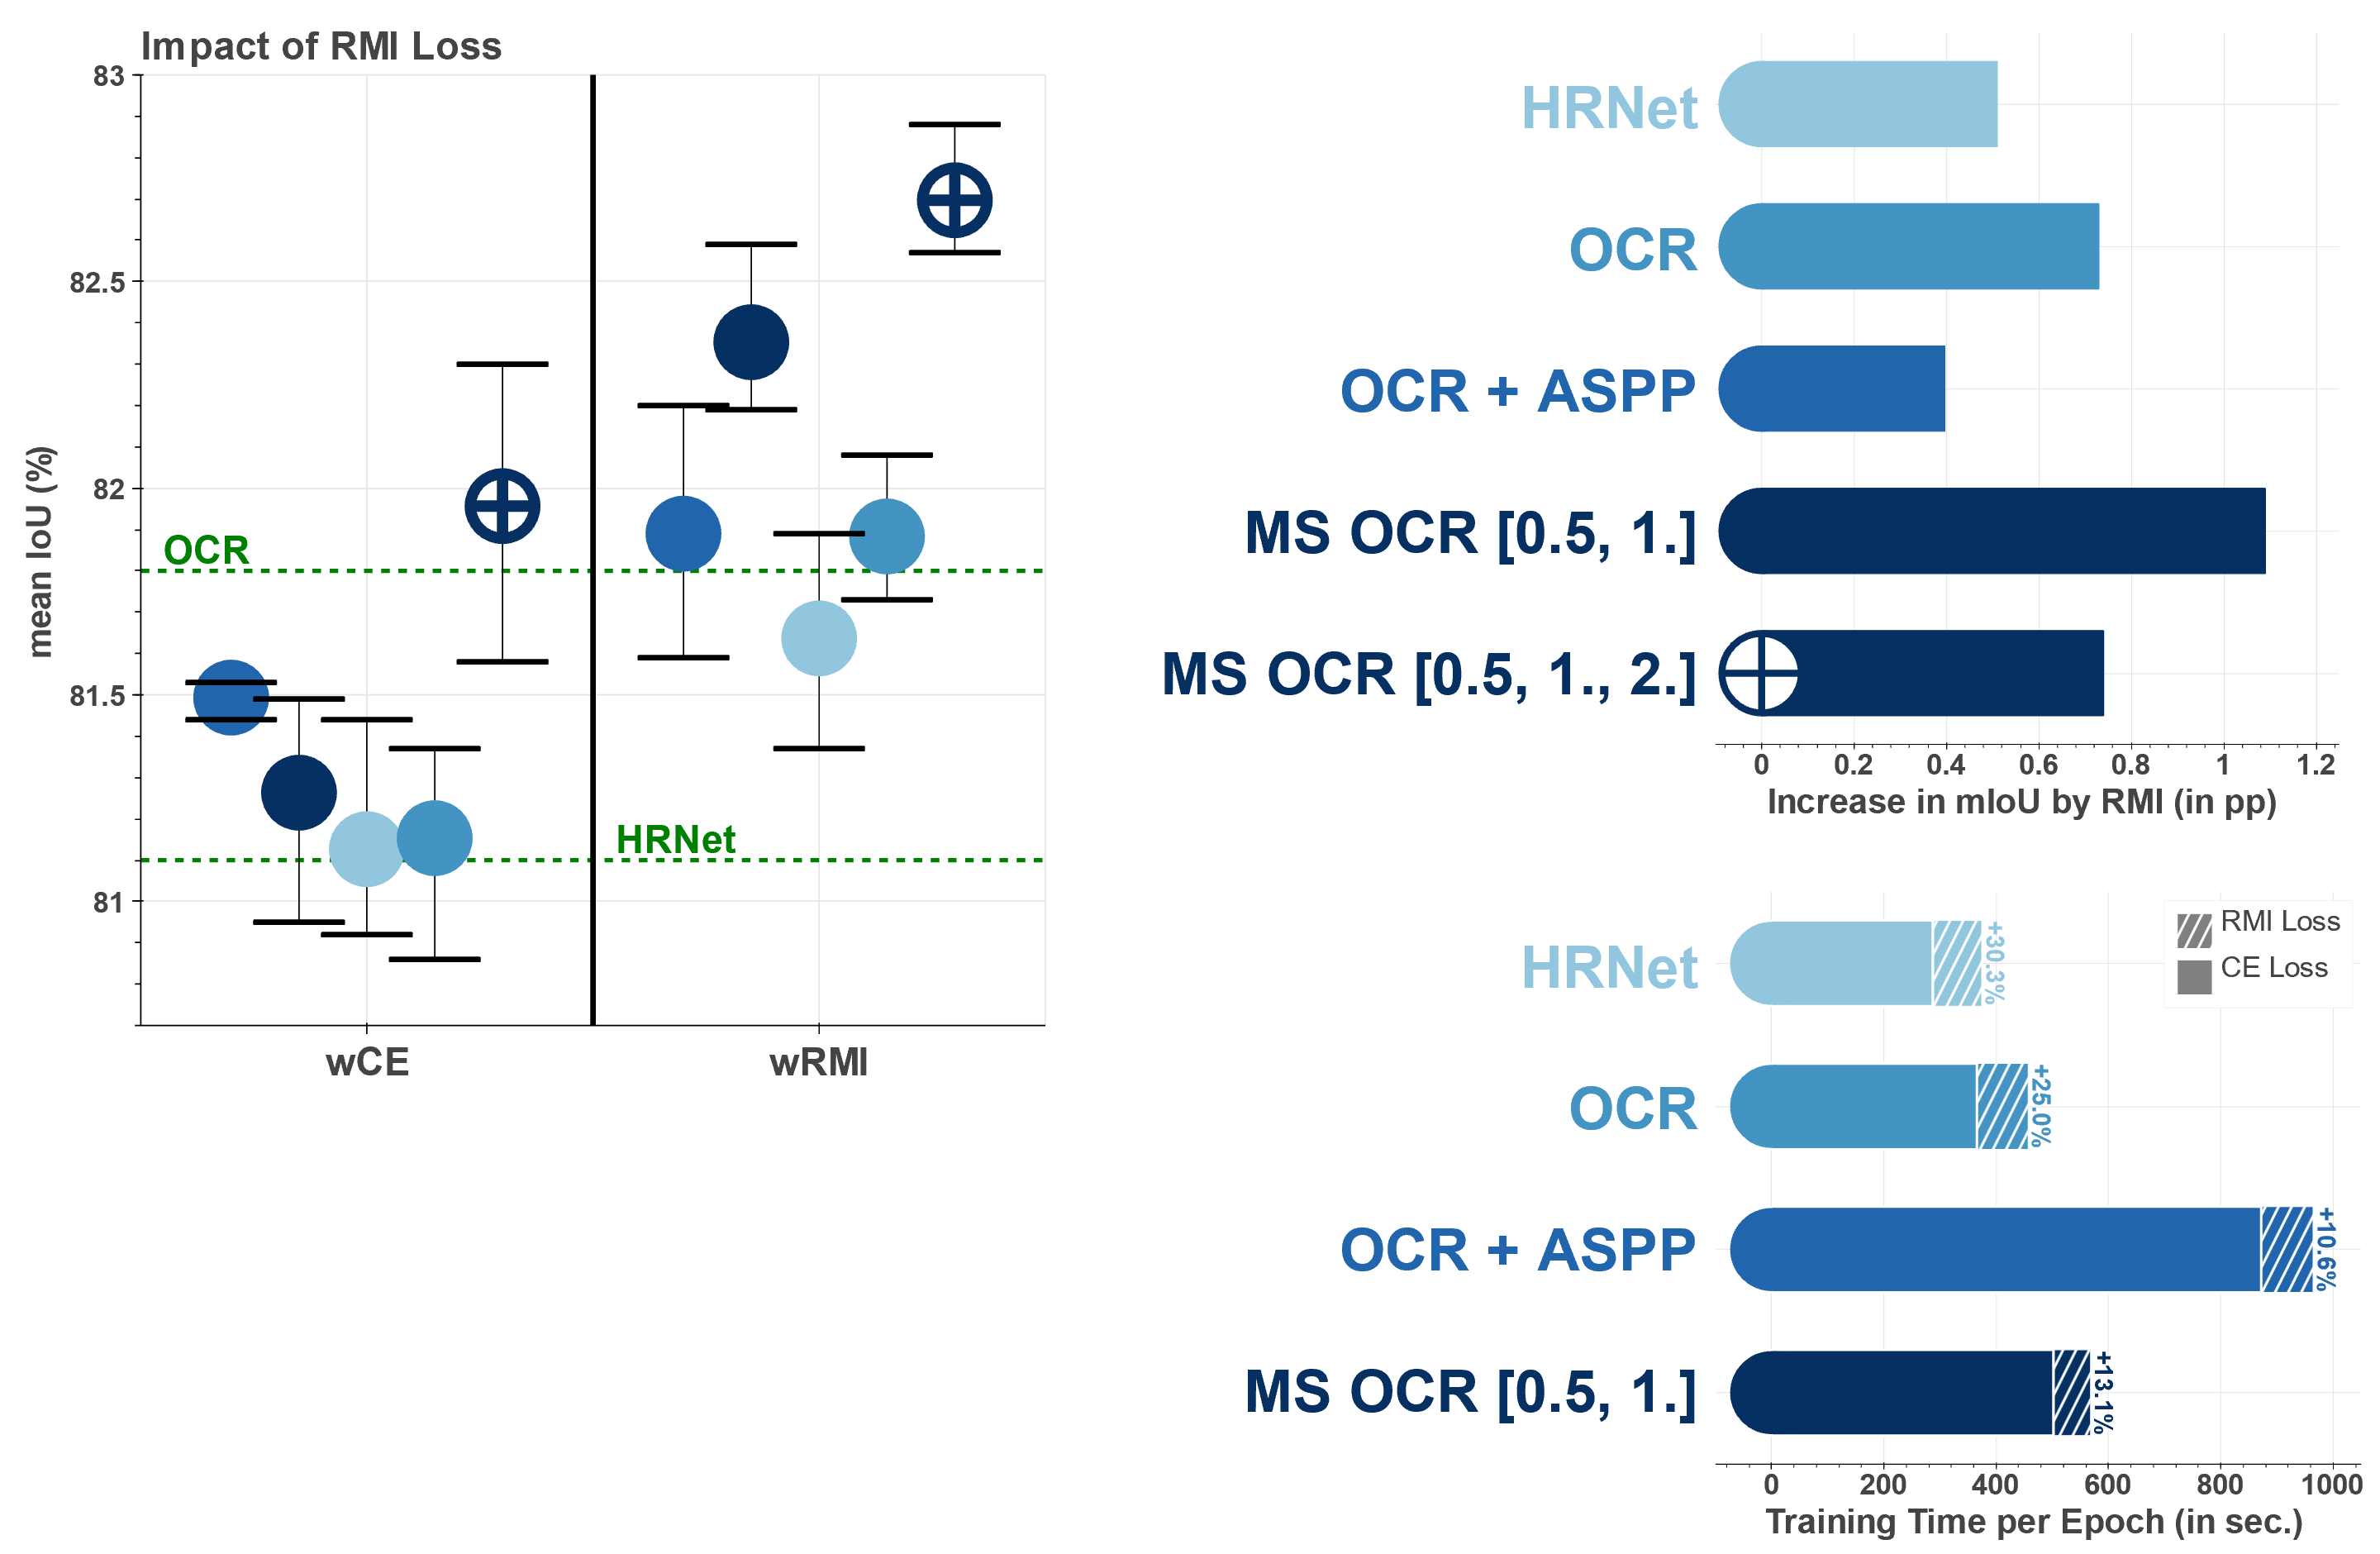 Impact of RMI Loss
83
82.5
82
81.5
81
mean IoU (%)
OCR
HRNet
wCE
wRMI
HRNet
OCR
OCR + ASPP
MS OCR [0.5, 1.]
MS OCR [0.5, 1., 2.]
0 0.2 0.4 0.6 0.8 1 1.2
Increase in mIoU by RMI (in pp)
RMI Loss
CE Loss
HRNet
+30.3%
OCR
+25.0%
OCR + ASPP
+10.6%
MS OCR [0.5, 1.]
+13.1%
0 200 400 600 800 1000
Training Time per Epoch (in sec.)